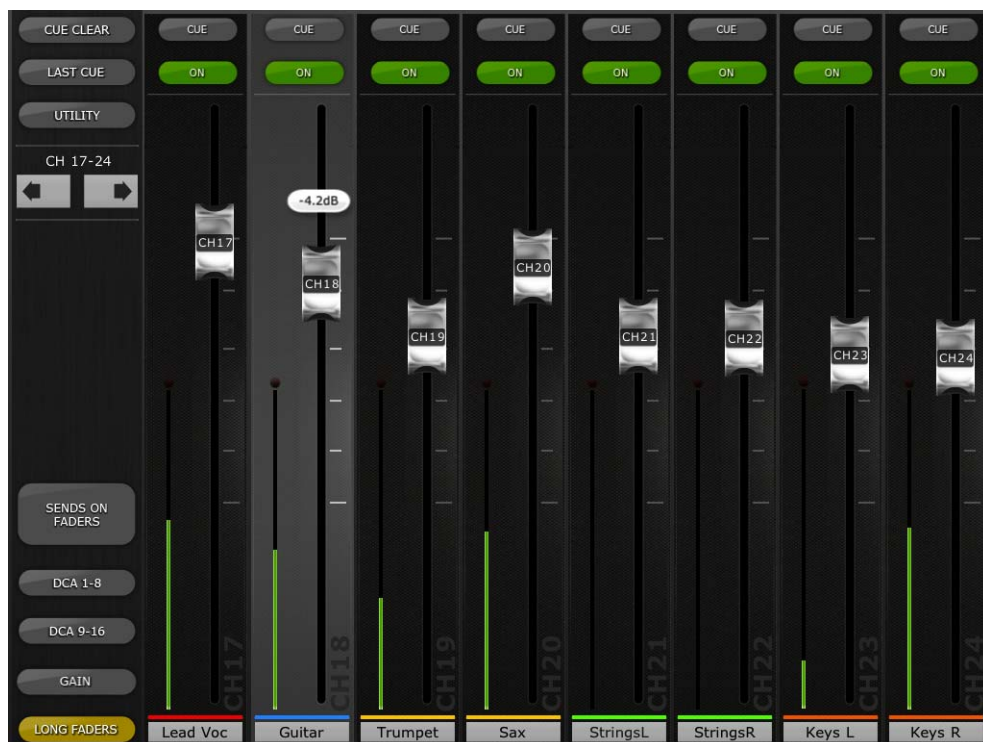 CUE CLEAR
LAST CUE
UTILITY
CH 17-24
SENDS ON
FADERS
DCA 1-8
DCA 9-16
GAIN
LONG FADERS
CUE CUE CUE CUE CUE CUE CUE CUE
ON ON ON ON ON ON ON ON
-4.2dB
CH17 CH18 CH19 CH20 CH21 CH22 CH23 CH24
CH17 CH18 CH19 CH20 CH21 CH22 CH23 CH24
Lead Voc Guitar Trumpet Sax StringsL StringsR Keys L Keys R